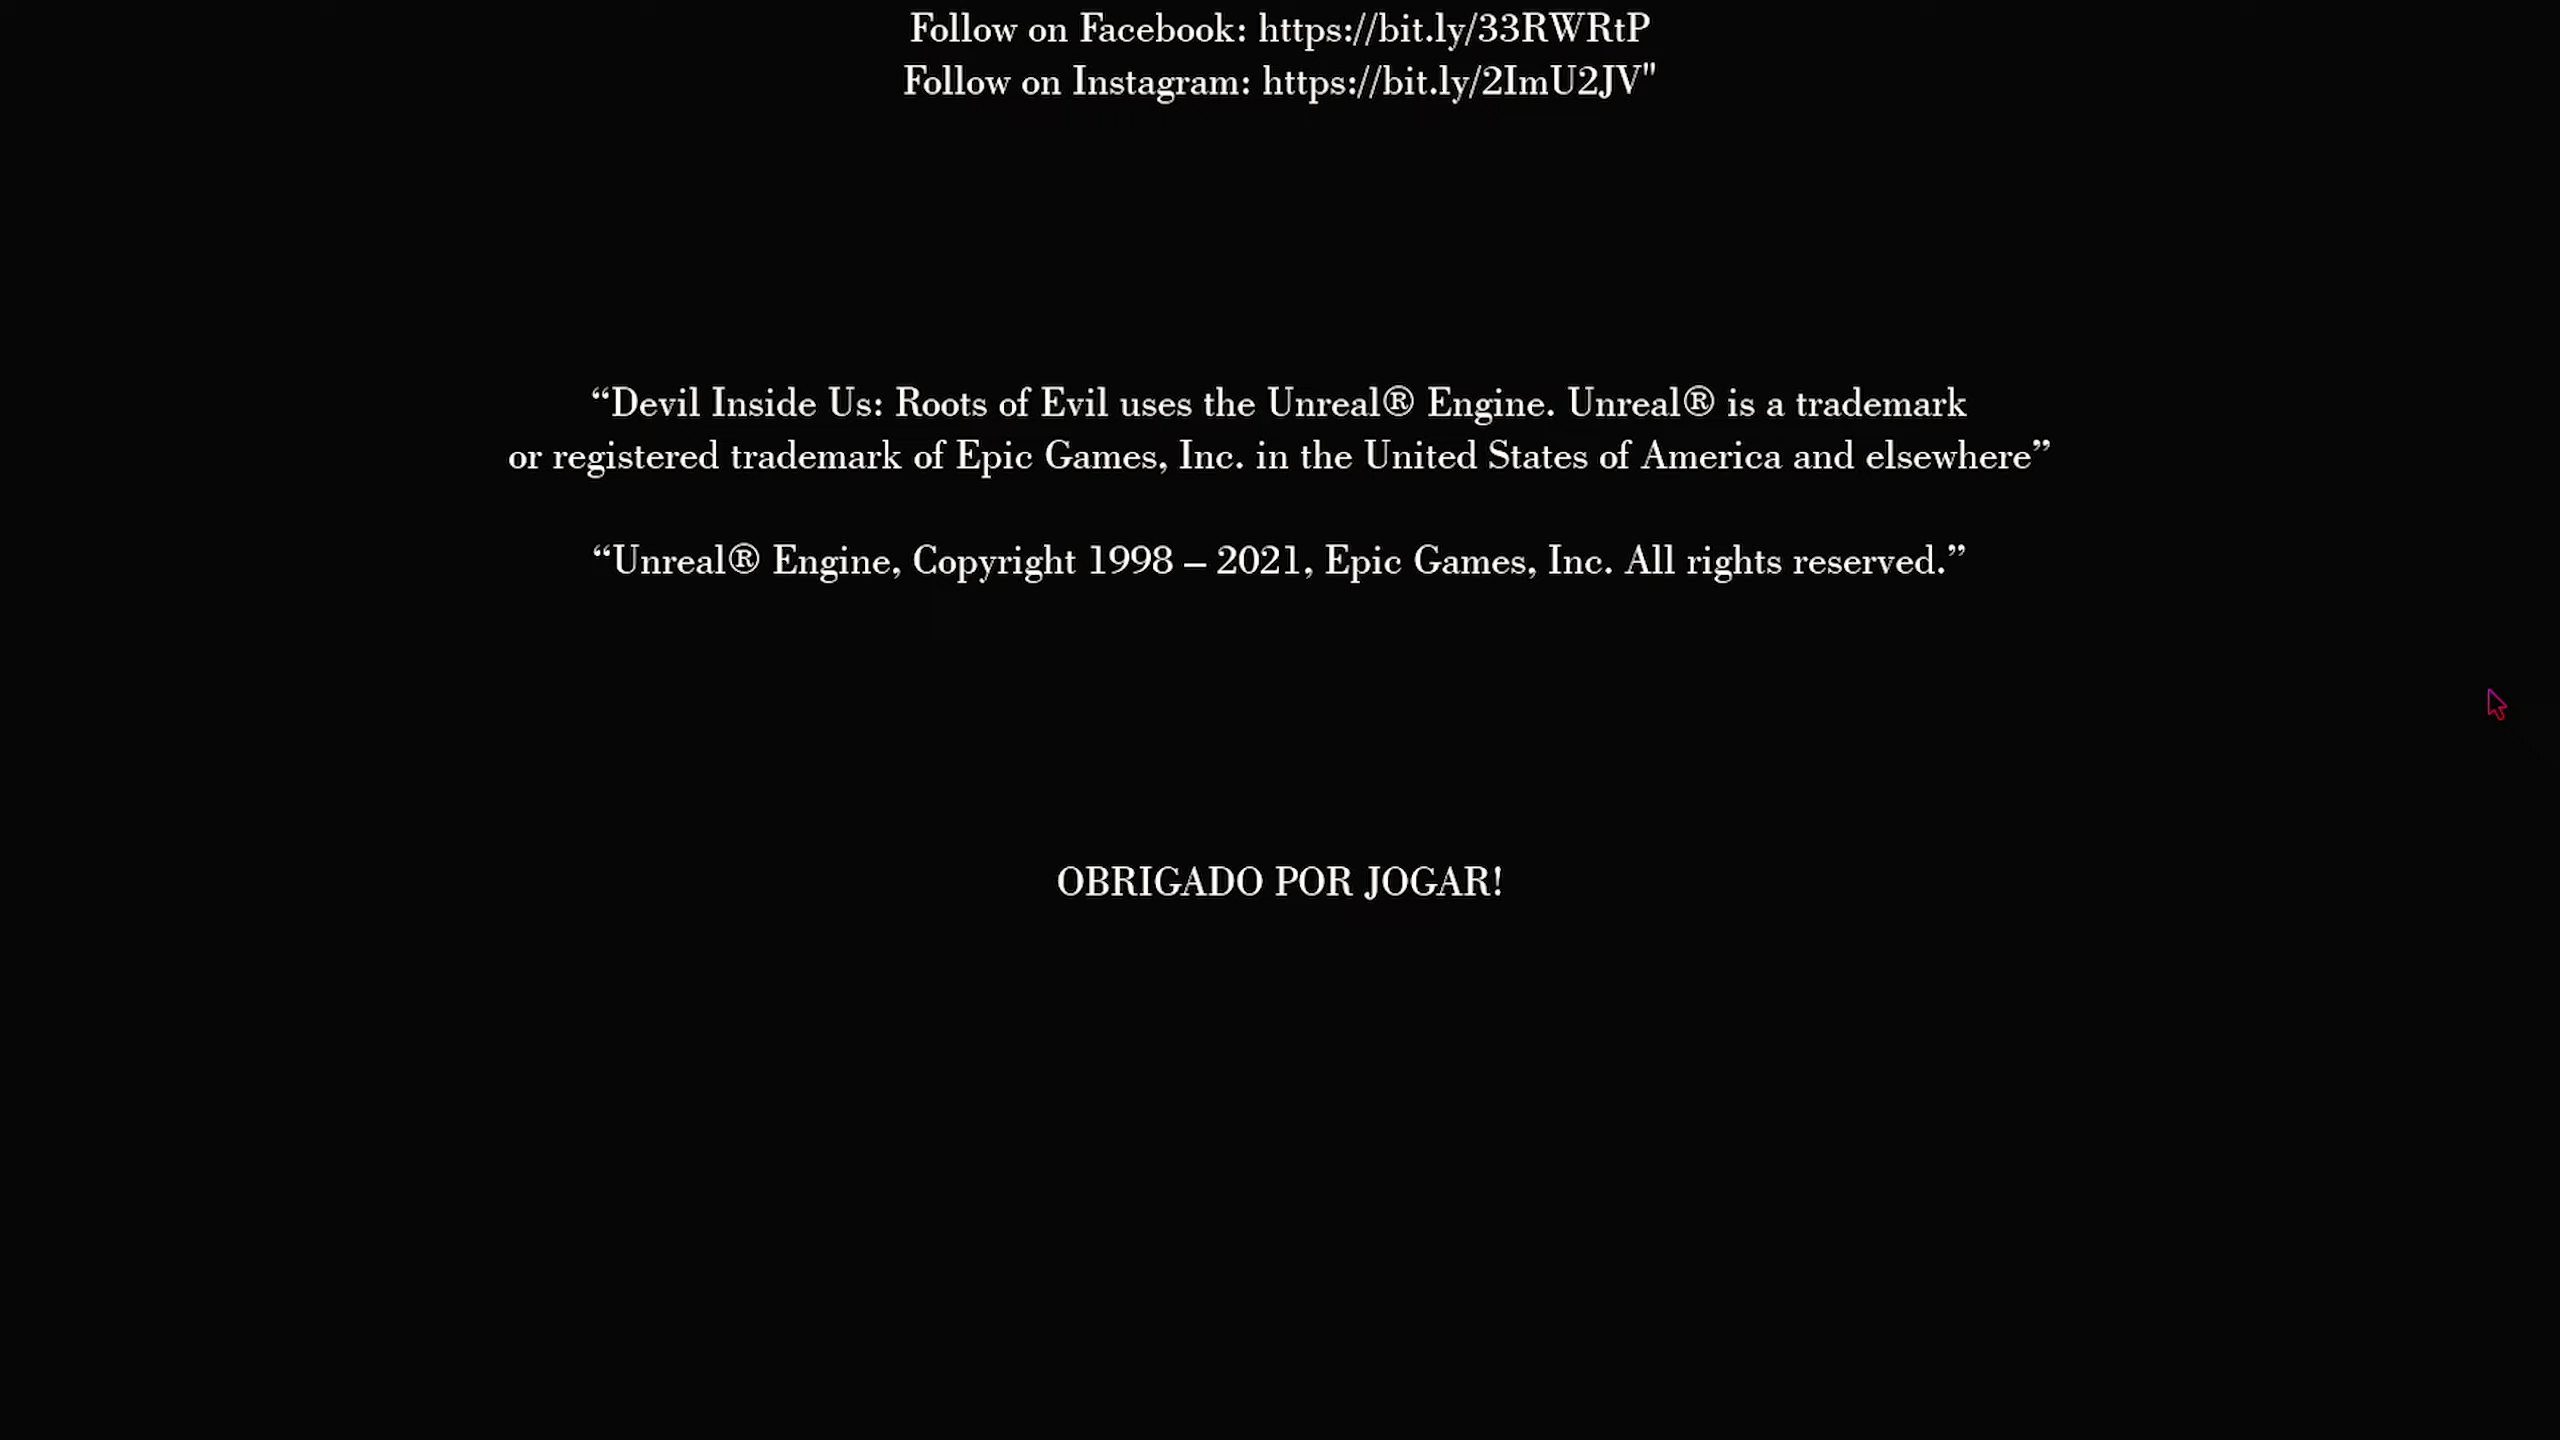 Follow on Facebook: https://bit.ly/33RWRtP
Follow on Instagram: https://bit.ly/2ImU2JV"
“Devil Inside Us: Roots of Evil uses the Unreal® Engine. Unreal® is a trademark
or registered trademark of Epic Games, Inc. in the United States of America and elsewhere”
“Unreal® Engine, Copyright 1998 – 2021, Epic Games, Inc. All rights reserved.”
OBRIGADO POR JOGAR!